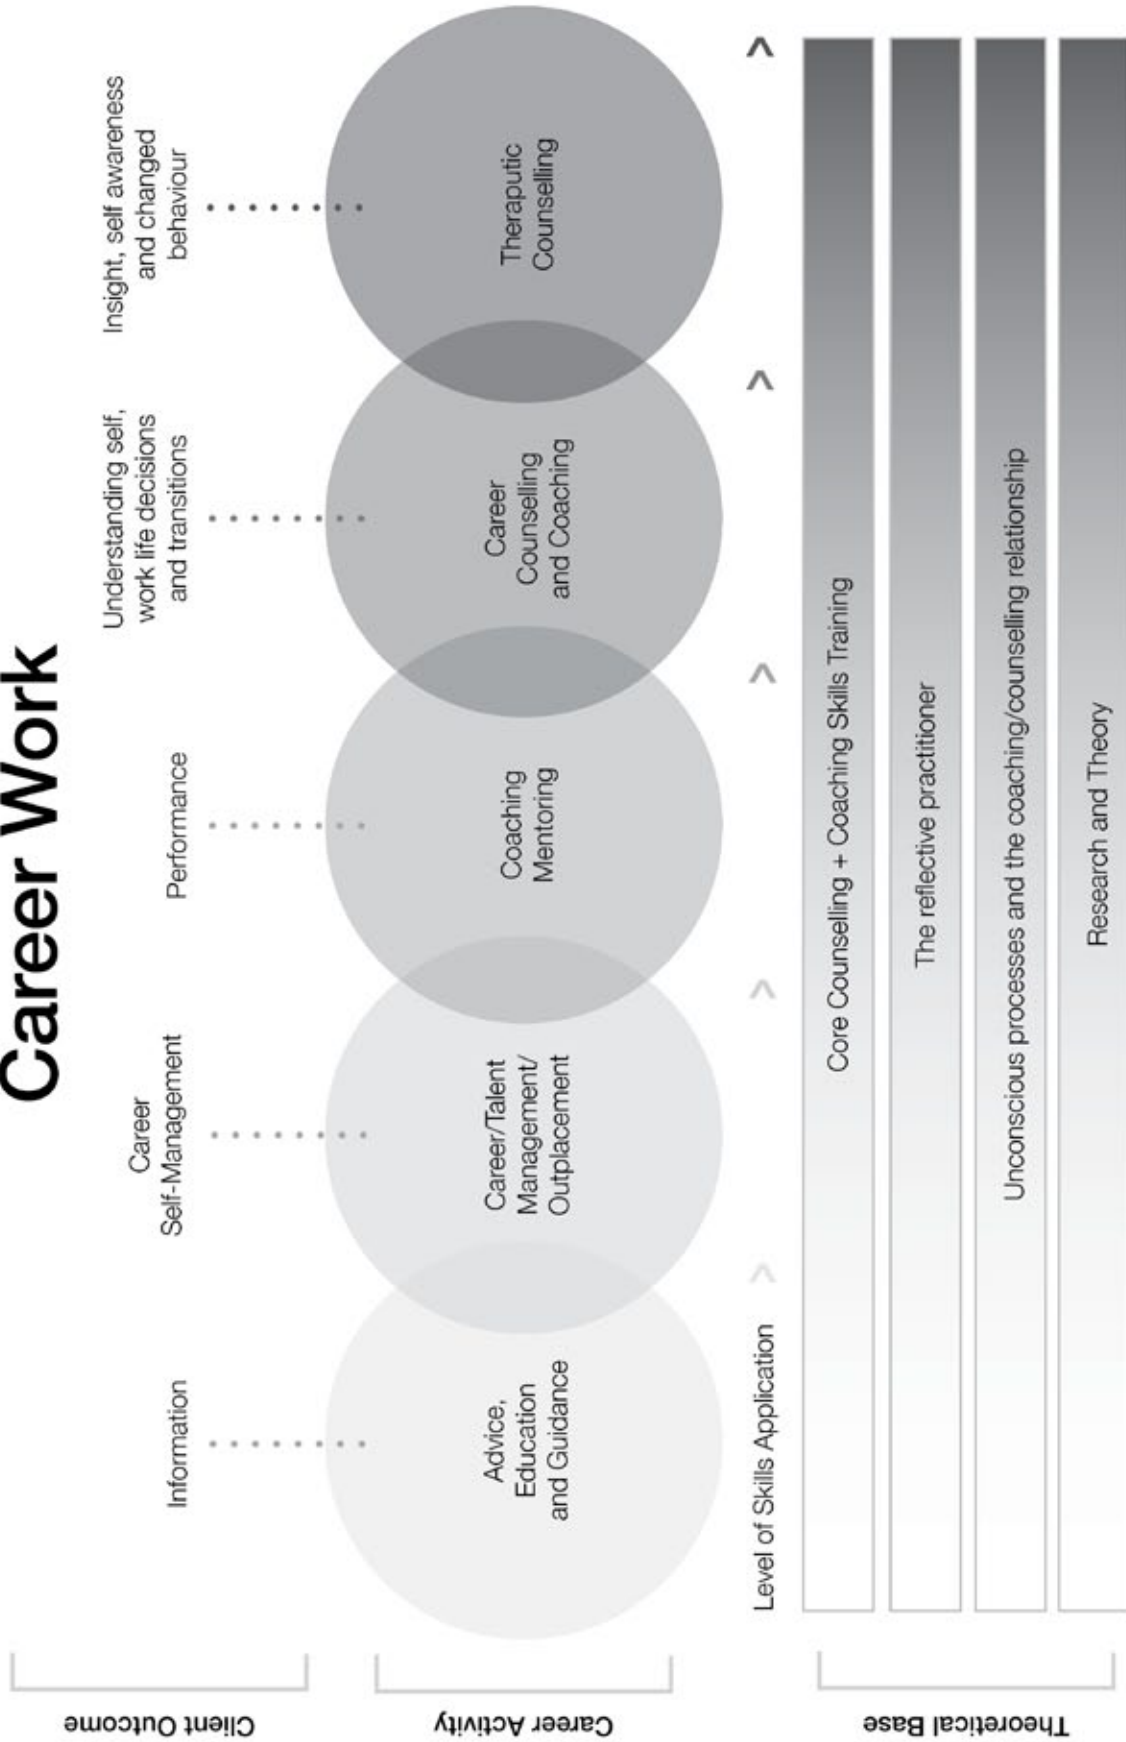 Career Work
Client Outcome
Information
Career
Self-Management
Performance
Understanding self,
work life decisions
and transitions
Insight, self awareness
and changed
behaviour
Career Activity
Advice,
Education
and Guidance
Career/Talent
Management/
Outplacement
Coaching
Mentoring
Career
Counselling
and Coaching
Theraputic
Counselling
Level of Skills Application
>
>
>
>
>
Theoretical Base
Core Counselling + Coaching Skills Training
The reflective practitioner
Unconscious processes and the coaching/counselling relationship
Research and Theory